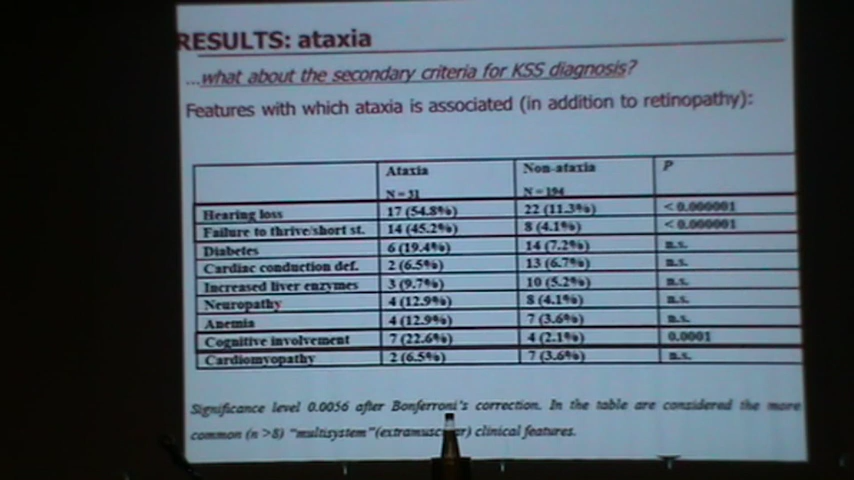 RESULTS: ataxia
...what about the secondary criteria for KSS diagnosis?
Features with which ataxia is associated (in addition to retinopathy):
Ataxia Non-ataxia P
N = 31 N = 194
Hearing loss 17 (54.8%) 22 (11.3%) < 0.000001
Failure to thrive/short st. 14 (45.2%) 8 (4.1%) < 0.000001
Diabetes 6 (19.4%) 14 (7.2%) n.s.
Cardiac conduction def. 2 (6.5%) 13 (6.7%) n.s.
Increased liver enzymes 3 (9.7%) 10 (5.2%) n.s.
Neuropathy 4 (12.9%) 8 (4.1%) n.s.
Anemia 4 (12.9%) 7 (3.6%) n.s.
Cognitive involvement 7 (22.6%) 4 (2.1%) 0.0001
Cardiomyopathy 2 (6.5%) 7 (3.6%) n.s.
Significance level 0.0056 after Bonferroni's correction. In the table are considered the more
common (n >8) "multisystem"(extramuscular) clinical features.